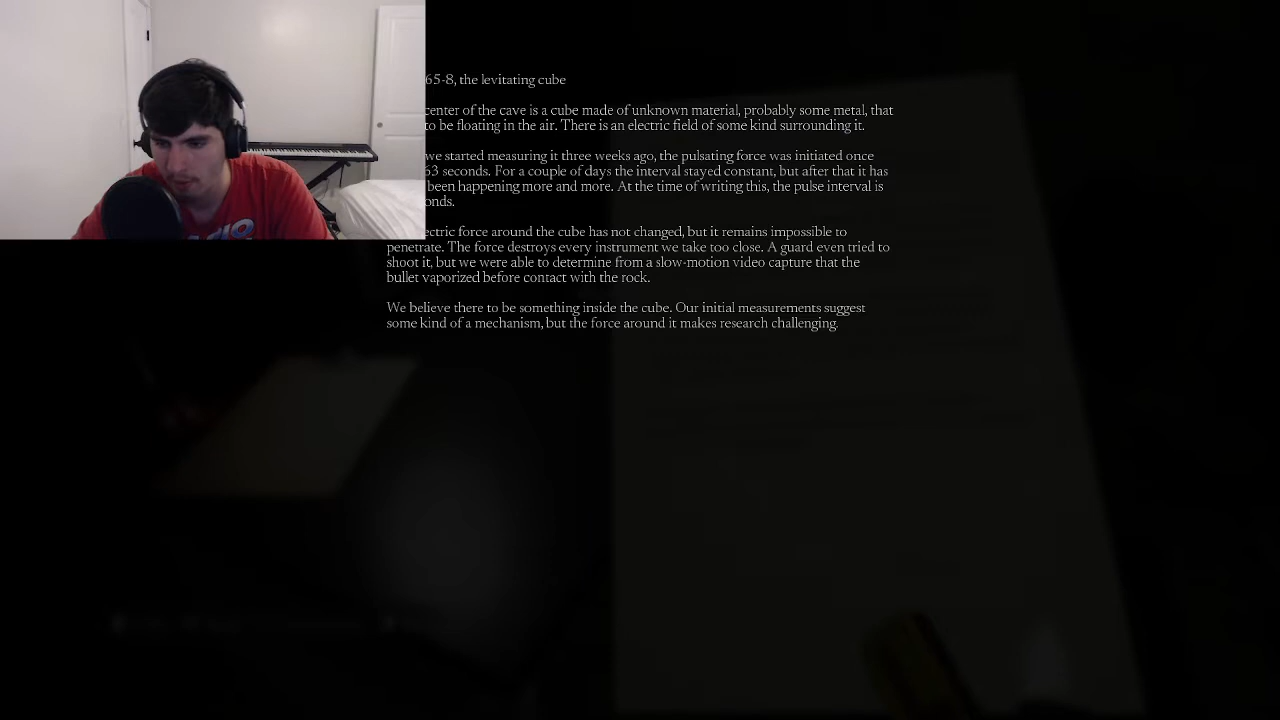 65-8, the levitating cube
center of the cave is a cube made of unknown material, probably some metal, that
to be floating in the air. There is an electric field of some kind surrounding it.
we started measuring it three weeks ago, the pulsating force was initiated once
63 seconds. For a couple of days the interval stayed constant, but after that it has
been happening more and more. At the time of writing this, the pulse interval is
onds.
ectric force around the cube has not changed, but it remains impossible to
penetrate. The force destroys every instrument we take too close. A guard even tried to
shoot it, but we were able to determine from a slow-motion video capture that the
bullet vaporized before contact with the rock.
We believe there to be something inside the cube. Our initial measurements suggest
some kind of a mechanism, but the force around it makes research challenging.